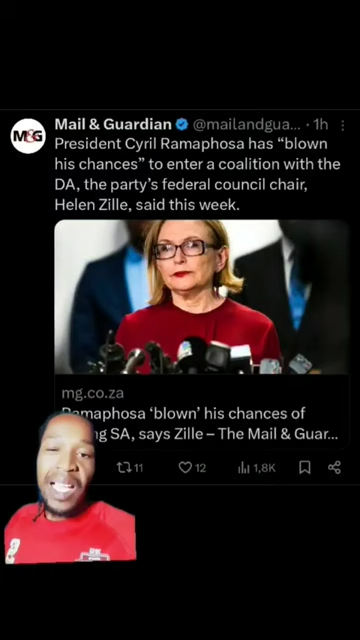 M&G
Mail & Guardian @mailandgua... · 1h
President Cyril Ramaphosa has “blown
his chances” to enter a coalition with the
DA, the party’s federal council chair,
Helen Zille, said this week.
mg.co.za
Ramaphosa ‘blown’ his chances of
SA, says Zille – The Mail & Guar...
11 12 1,8K